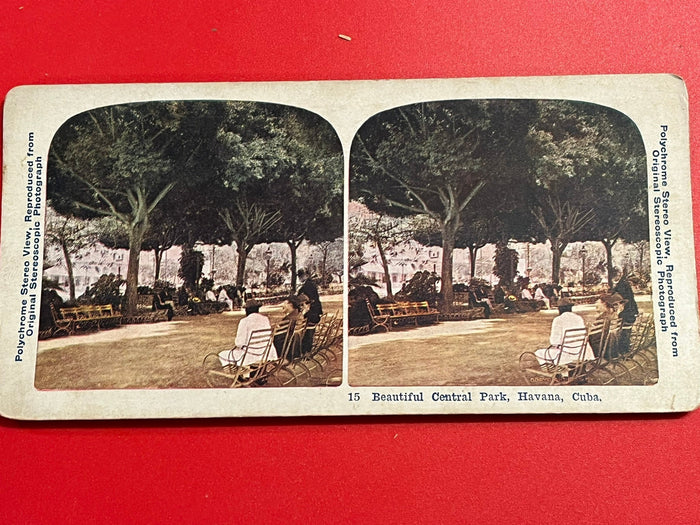 Polychrome Stereo View, Reproduced from
Original Stereoscopic Photograph
Polychrome Stereo View, Reproduced from
Original Stereoscopic Photograph
15 Beautiful Central Park, Havana, Cuba.